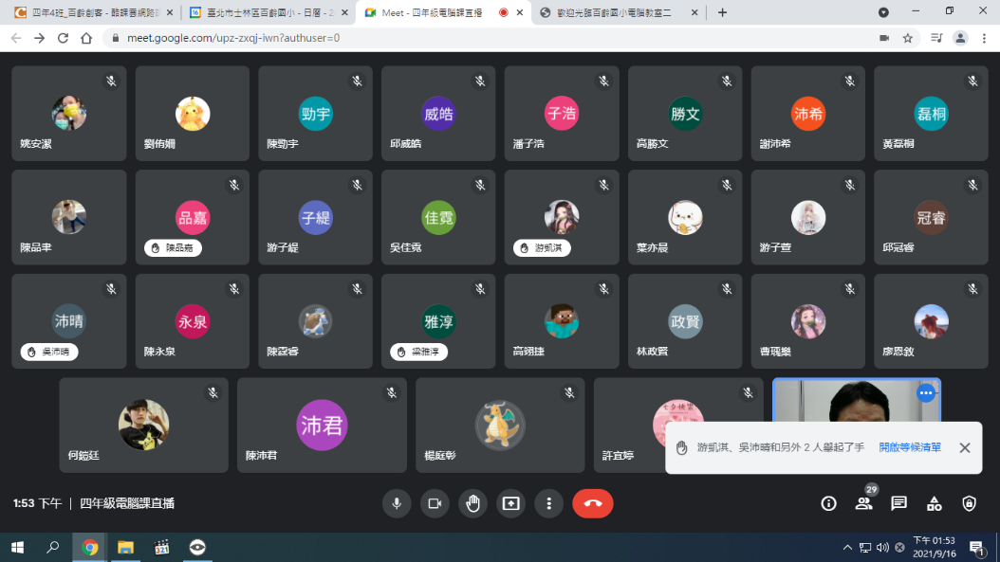 四年4班_百齡創客 - 酷課雲網路
臺北市士林區百齡國小 - 日曆 - 2
Meet - 四年級電腦課直播
歡迎光臨百齡國小電腦教室二
meet.google.com/upz-zxqj-iwn?authuser=0
勁宇
威皓
子浩
勝文
沛希
磊桐
姚安潔
劉侑姍
陳勁宇
邱威皓
潘子浩
高勝文
謝沛希
黃磊桐
品嘉
子緹
佳霓
冠睿
陳品聿
陳品嘉
游子緹
吳佳霓
游凱淇
葉亦晨
游子萱
邱冠睿
沛晴
永泉
雅淳
政賢
吳沛晴
陳永泉
陳霆睿
梁雅淳
高翊捷
林政賢
曹瑀樂
廖恩敘
沛君
七夕快樂
何鎧廷
陳沛君
楊庭彰
許宜婷
游凱淇、吳沛晴和另外 2 人舉起了手
開啟等候清單
1:53 下午 | 四年級電腦課直播
29
321
下午 01:53
2021/9/16
1